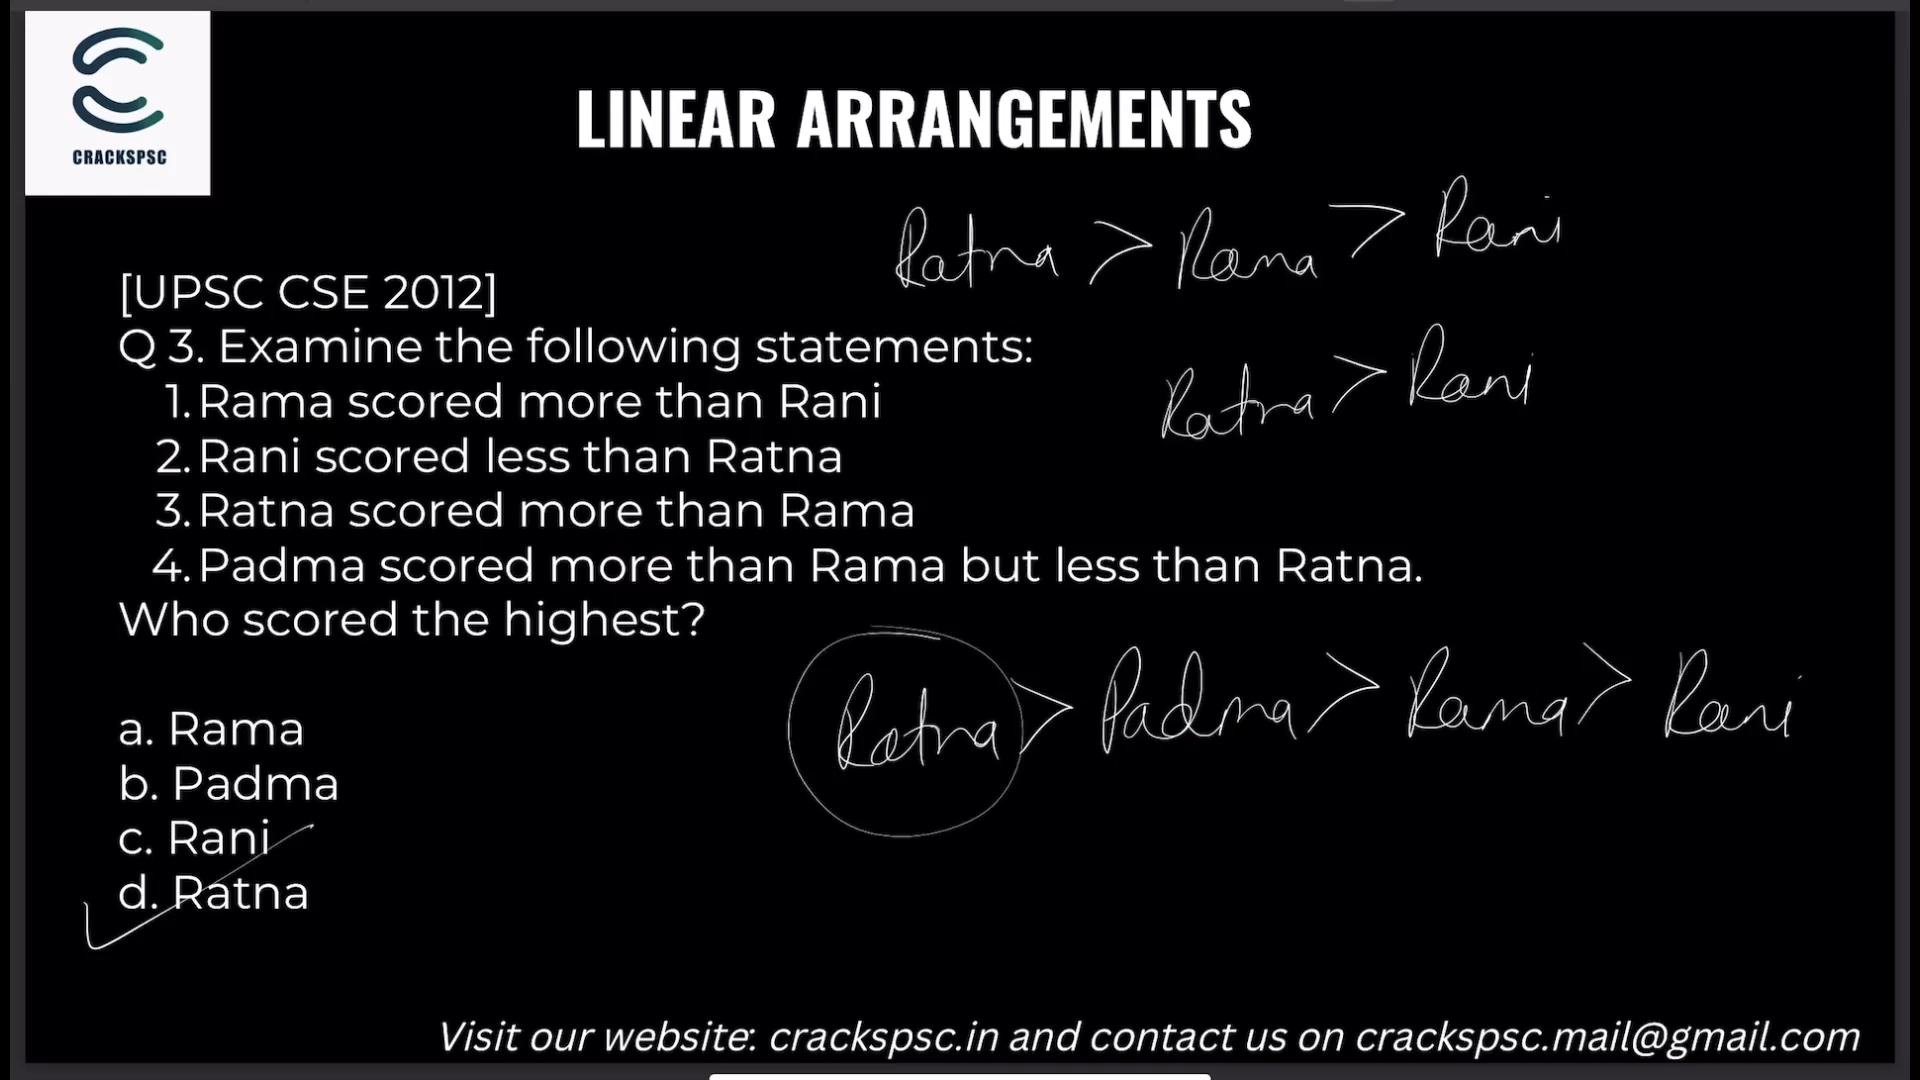 CRACKSPSC
LINEAR ARRANGEMENTS
Ratna > Rama > Rani
[UPSC CSE 2012]
Q 3. Examine the following statements:
Ratna > Rani
1. Rama scored more than Rani
2. Rani scored less than Ratna
3. Ratna scored more than Rama
4. Padma scored more than Rama but less than Ratna.
Who scored the highest?
Ratna > Padma > Rama > Rani
a. Rama
b. Padma
c. Rani
d. Ratna
Visit our website: crackspsc.in and contact us on crackspsc.mail@gmail.com